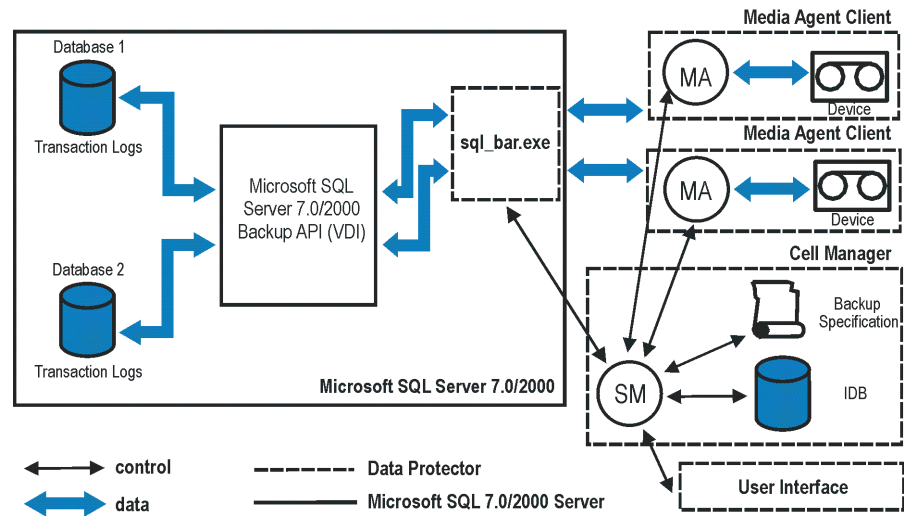 Media Agent Client
Database 1
Transaction Logs
Microsoft SQL
Server 7.0/2000
Backup API (VDI)
sql_bar.exe
MA
Device
Media Agent Client
MA
Device
Database 2
Transaction Logs
Microsoft SQL Server 7.0/2000
Cell Manager
Backup
Specification
SM
IDB
User Interface
control
data
Data Protector
Microsoft SQL 7.0/2000 Server